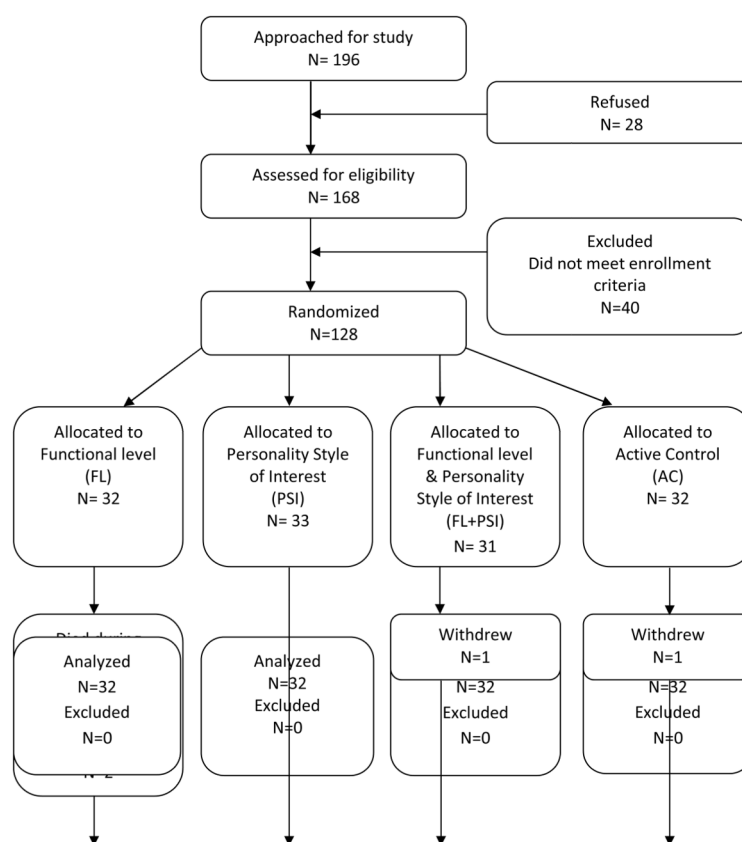 Approached for study
N= 196
Refused
N= 28
Assessed for eligibility
N= 168
Excluded
Did not meet enrollment
criteria
N=40
Randomized
N=128
Allocated to
Functional level
(FL)
N= 32
Allocated to
Personality Style
of Interest
(PSI)
N= 33
Allocated to
Functional level
& Personality
Style of Interest
(FL+PSI)
N= 31
Allocated to
Active Control
(AC)
N= 32
Analyzed
N=32
Excluded
N=0
Analyzed
N=32
Excluded
N=0
Withdrew
N=1
N=32
Excluded
N=0
Withdrew
N=1
N=32
Excluded
N=0